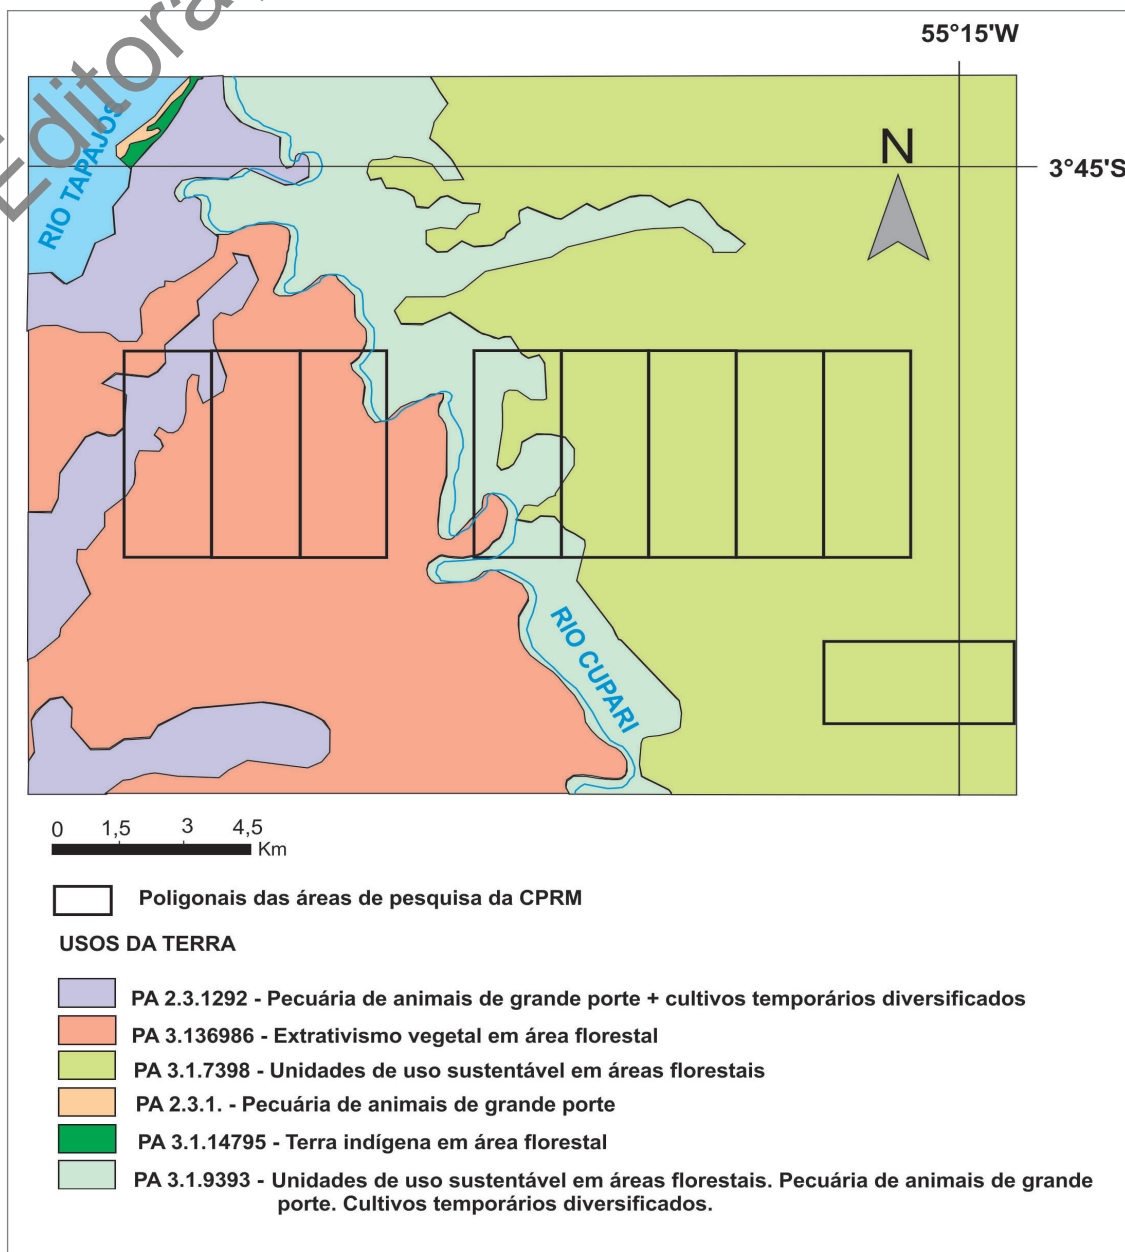 Editora
55°15'W
N
3°45'S
RIO TAPAJOS
RIO CUPARI
0 1,5 3 4,5
Km
Poligonais das áreas de pesquisa da CPRM
USOS DA TERRA
PA 2.3.1292 - Pecuária de animais de grande porte + cultivos temporários diversificados
PA 3.136986 - Extrativismo vegetal em área florestal
PA 3.1.7398 - Unidades de uso sustentável em áreas florestais
PA 2.3.1. - Pecuária de animais de grande porte
PA 3.1.14795 - Terra indígena em área florestal
PA 3.1.9393 - Unidades de uso sustentável em áreas florestais. Pecuária de animais de grande
porte. Cultivos temporários diversificados.